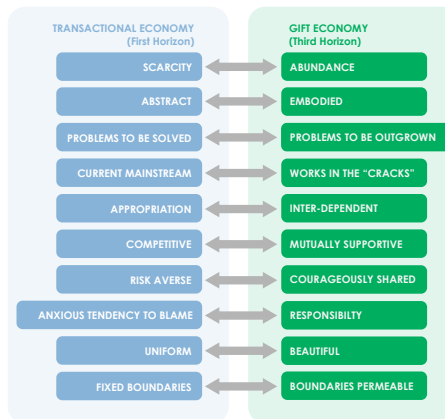 TRANSACTIONAL ECONOMY
(First Horizon)
GIFT ECONOMY
(Third Horizon)
SCARCITY
ABUNDANCE
ABSTRACT
EMBODIED
PROBLEMS TO BE SOLVED
PROBLEMS TO BE OUTGROWN
CURRENT MAINSTREAM
WORKS IN THE “CRACKS”
APPROPRIATION
INTER-DEPENDENT
COMPETITIVE
MUTUALLY SUPPORTIVE
RISK AVERSE
COURAGEOUSLY SHARED
ANXIOUS TENDENCY TO BLAME
RESPONSIBILTY
UNIFORM
BEAUTIFUL
FIXED BOUNDARIES
BOUNDARIES PERMEABLE